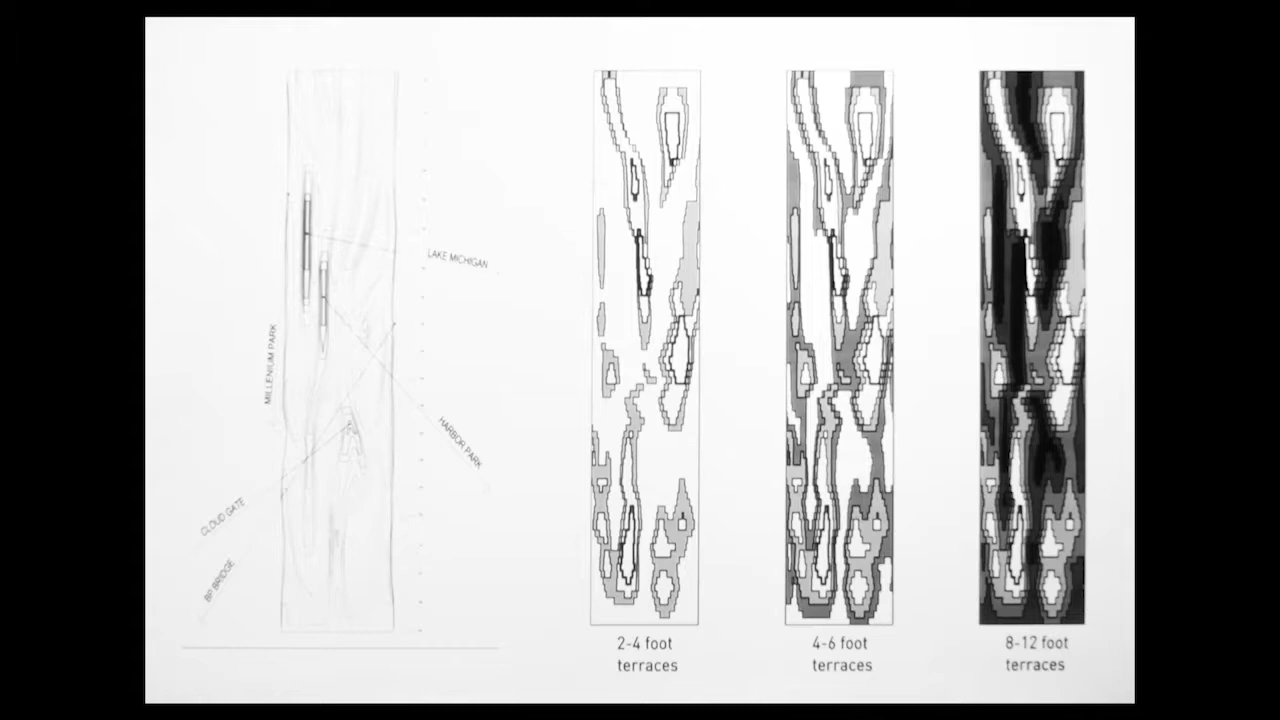 LAKE MICHIGAN
MILLENIUM PARK
HARBOR PARK
CLOUD GATE
BP BRIDGE
2-4 foot
terraces
4-6 foot
terraces
8-12 foot
terraces